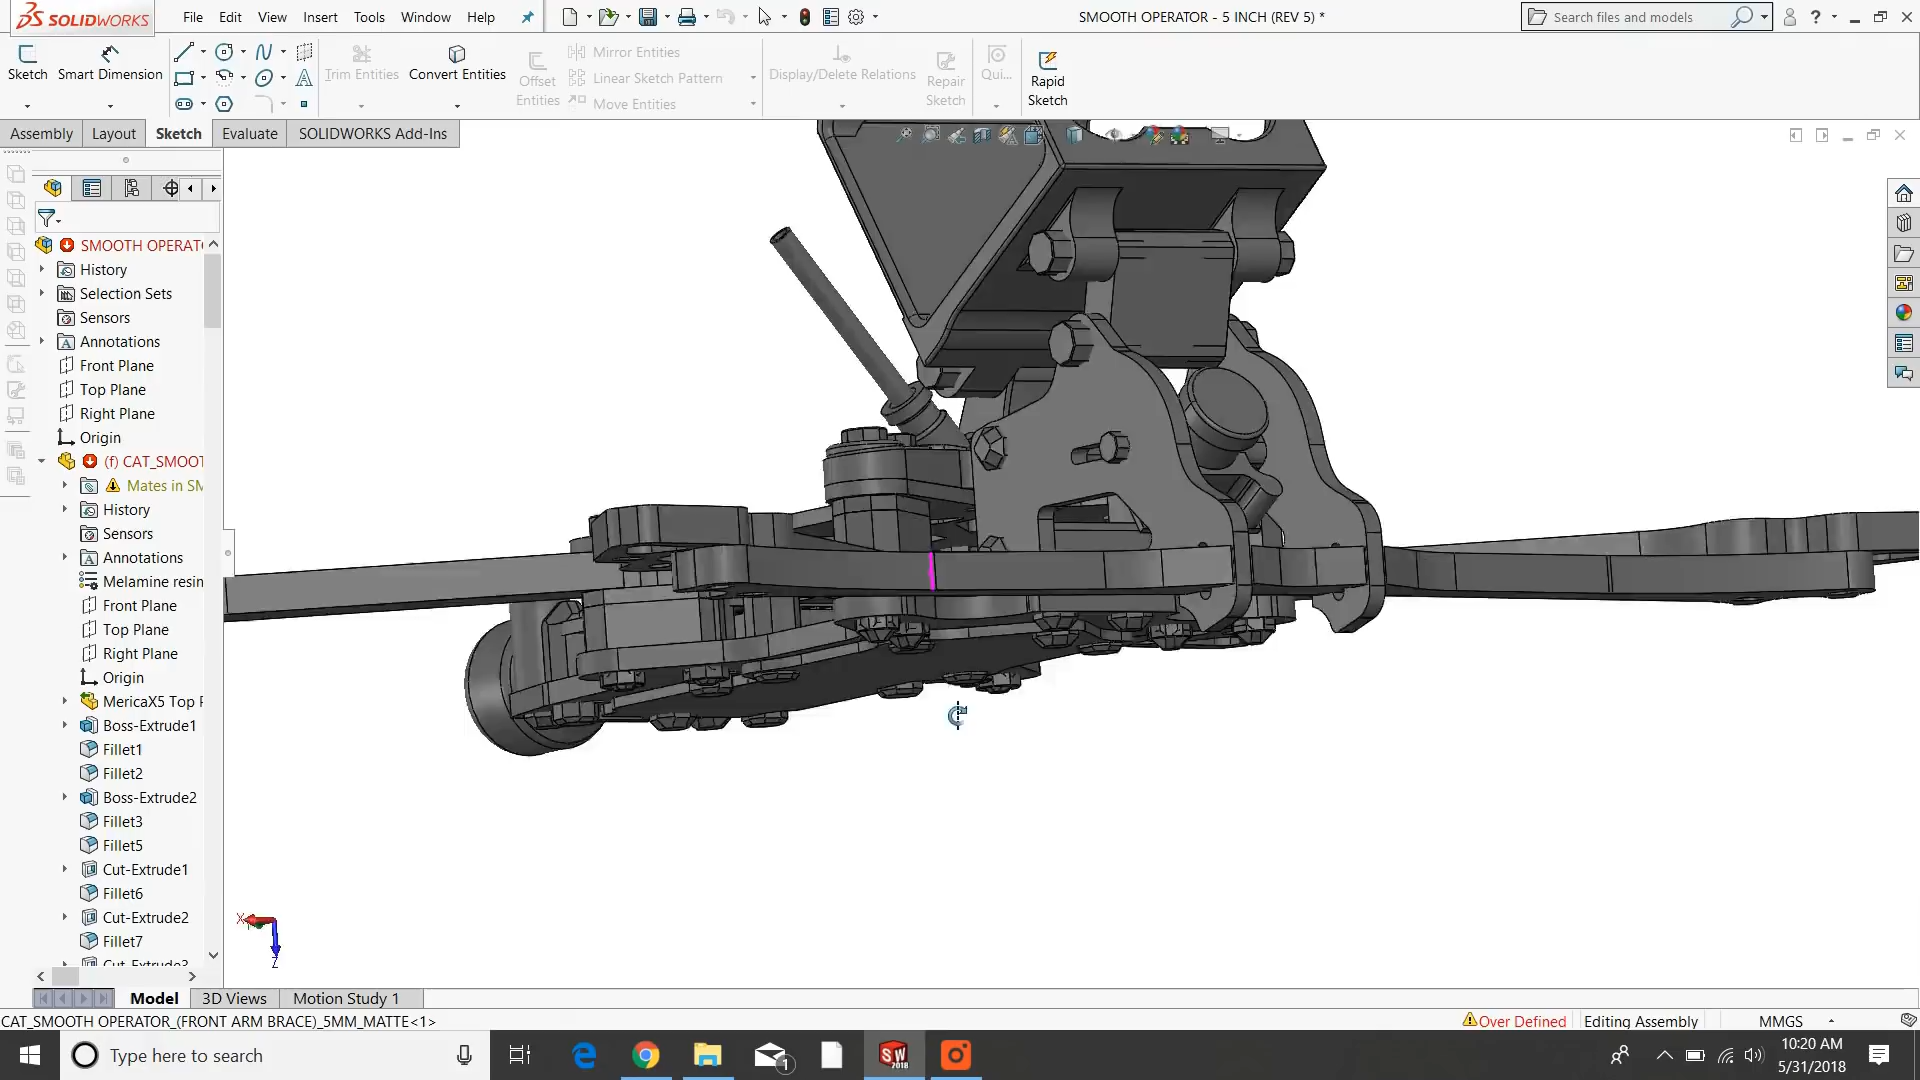 SOLIDWORKS
File Edit View Insert Tools Window Help
SMOOTH OPERATOR - 5 INCH (REV 5) *
Search files and models
Sketch
Smart Dimension
Trim Entities
Convert Entities
Offset Entities
Mirror Entities
Linear Sketch Pattern
Move Entities
Display/Delete Relations
Repair Sketch
Qui...
Rapid Sketch
Assembly Layout Sketch Evaluate SOLIDWORKS Add-Ins
SMOOTH OPERAT
History
Selection Sets
Sensors
Annotations
Front Plane
Top Plane
Right Plane
Origin
(f) CAT_SMOOT
Mates in SM
History
Sensors
Annotations
Melamine resin
Front Plane
Top Plane
Right Plane
Origin
MericaX5 Top P
Boss-Extrude1
Fillet1
Fillet2
Boss-Extrude2
Fillet3
Fillet5
Cut-Extrude1
Fillet6
Cut-Extrude2
Fillet7
Cut-Extrude3
X
Z
Model 3D Views Motion Study 1
CAT_SMOOTH OPERATOR_(FRONT ARM BRACE)_5MM_MATTE<1>
Over Defined Editing Assembly MMGS
Type here to search
1
SW
2018
10:20 AM
5/31/2018